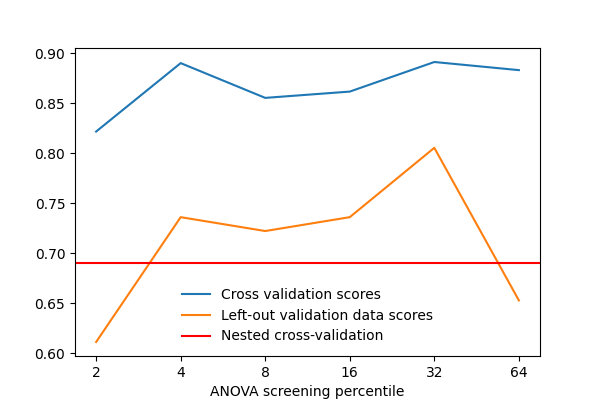 0.90
0.85
0.80
0.75
0.70
0.65
0.60
Cross validation scores
Left-out validation data scores
Nested cross-validation
2 4 8 16 32 64
ANOVA screening percentile